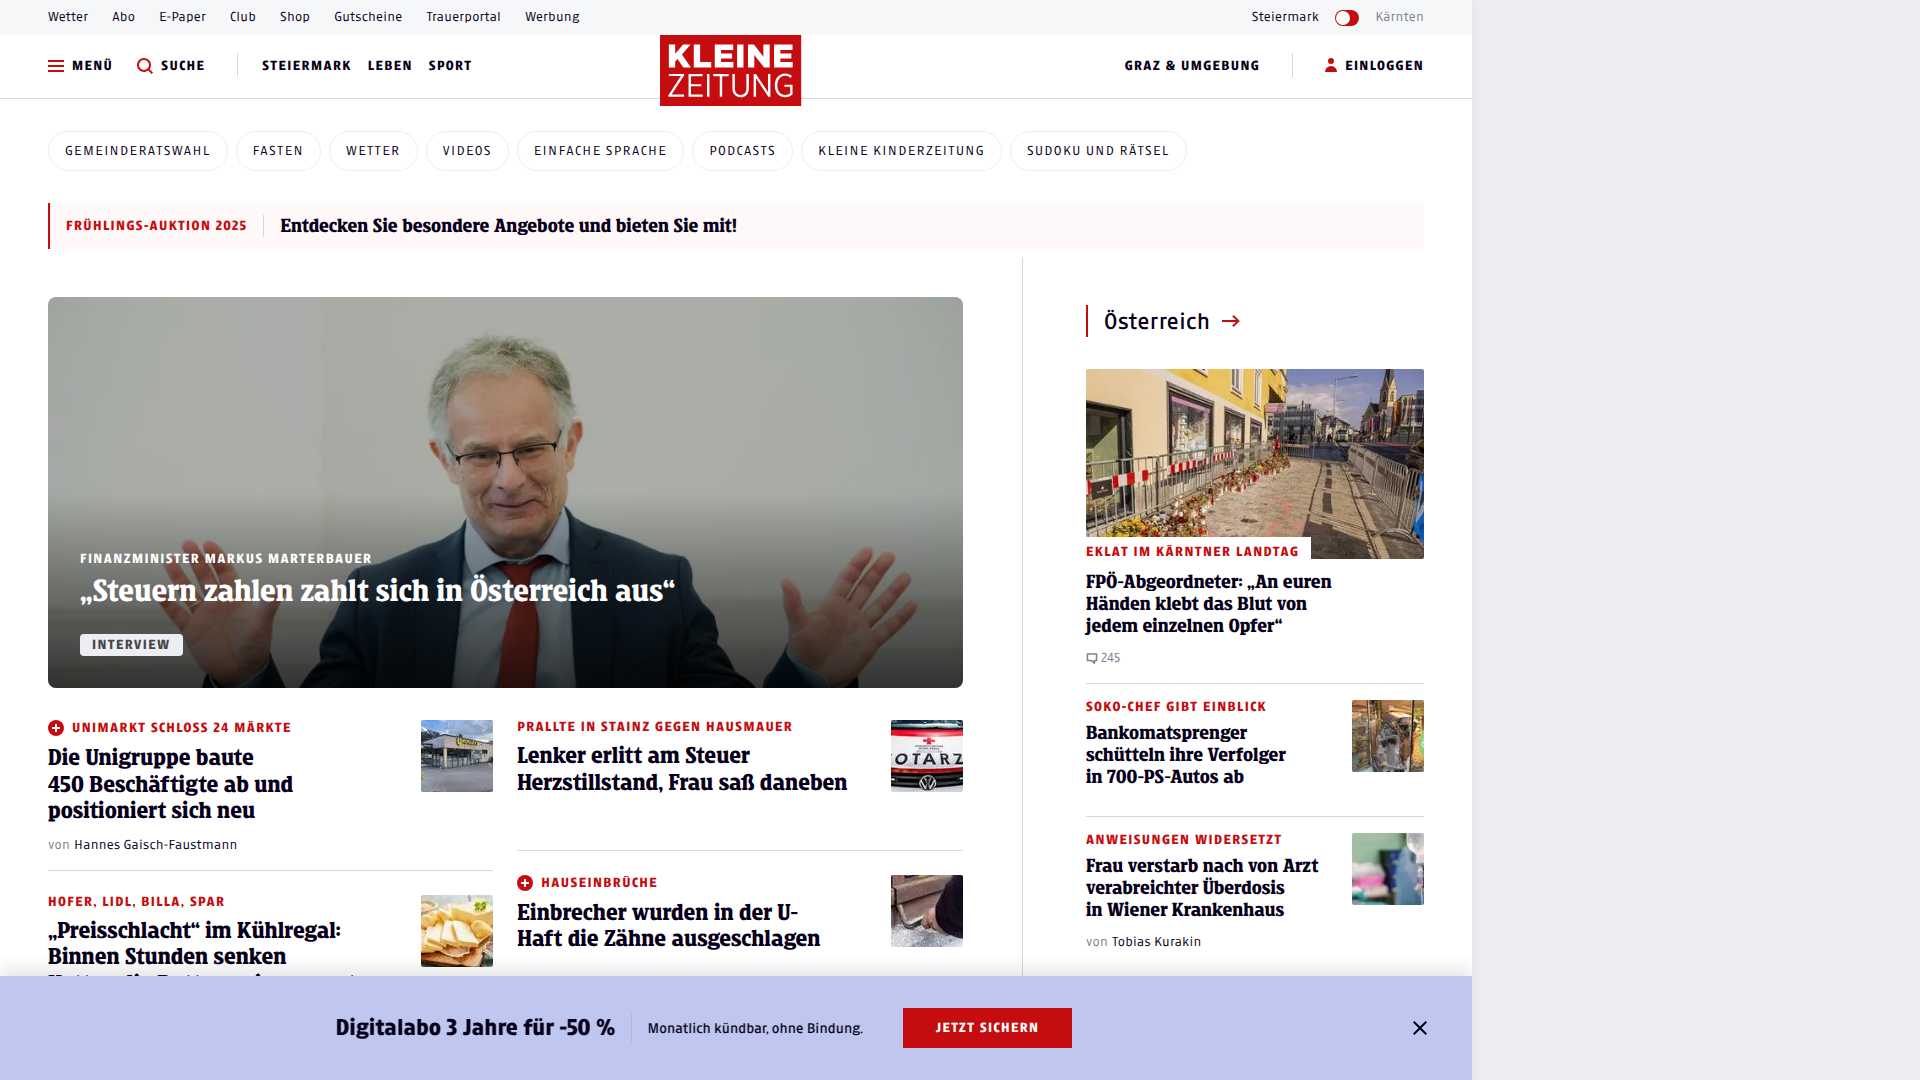 Wetter Abo E-Paper Club Shop Gutscheine Trauerportal Werbung Steiermark Kärnten
MENÜ SUCHE STEIERMARK LEBEN SPORT KLEINE ZEITUNG GRAZ & UMGEBUNG EINLOGGEN
GEMEINDERATSWAHL FASTEN WETTER VIDEOS EINFACHE SPRACHE PODCASTS KLEINE KINDERZEITUNG SUDOKU UND RÄTSEL
FRÜHLINGS-AUKTION 2025 Entdecken Sie besondere Angebote und bieten Sie mit!
FINANZMINISTER MARKUS MARTERBAUER
„Steuern zahlen zahlt sich in Österreich aus“
INTERVIEW
UNIMARKT SCHLOSS 24 MÄRKTE
Die Unigruppe baute
450 Beschäftigte ab und
positioniert sich neu
von Hannes Gaisch-Faustmann
HOFER, LIDL, BILLA, SPAR
„Preisschlacht“ im Kühlregal:
Binnen Stunden senken
PRALLTE IN STAINZ GEGEN HAUSMAUER
Lenker erlitt am Steuer
Herzstillstand, Frau saß daneben
OTARZ
HAUSEINBRÜCHE
Einbrecher wurden in der U-
Haft die Zähne ausgeschlagen
Österreich
EKLAT IM KÄRNTNER LANDTAG
FPÖ-Abgeordneter: „An euren
Händen klebt das Blut von
jedem einzelnen Opfer“
245
SOKO-CHEF GIBT EINBLICK
Bankomatsprenger
schütteln ihre Verfolger
in 700-PS-Autos ab
ANWEISUNGEN WIDERSETZT
Frau verstarb nach von Arzt
verabreichter Überdosis
in Wiener Krankenhaus
von Tobias Kurakin
Digitalabo 3 Jahre für -50 % Monatlich kündbar, ohne Bindung. JETZT SICHERN